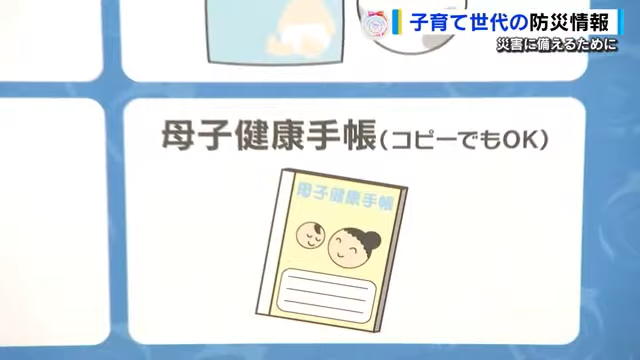 子育て世代の防災情報
災害に備えるために
母子健康手帳(コピーでもOK)
母子健康手帳